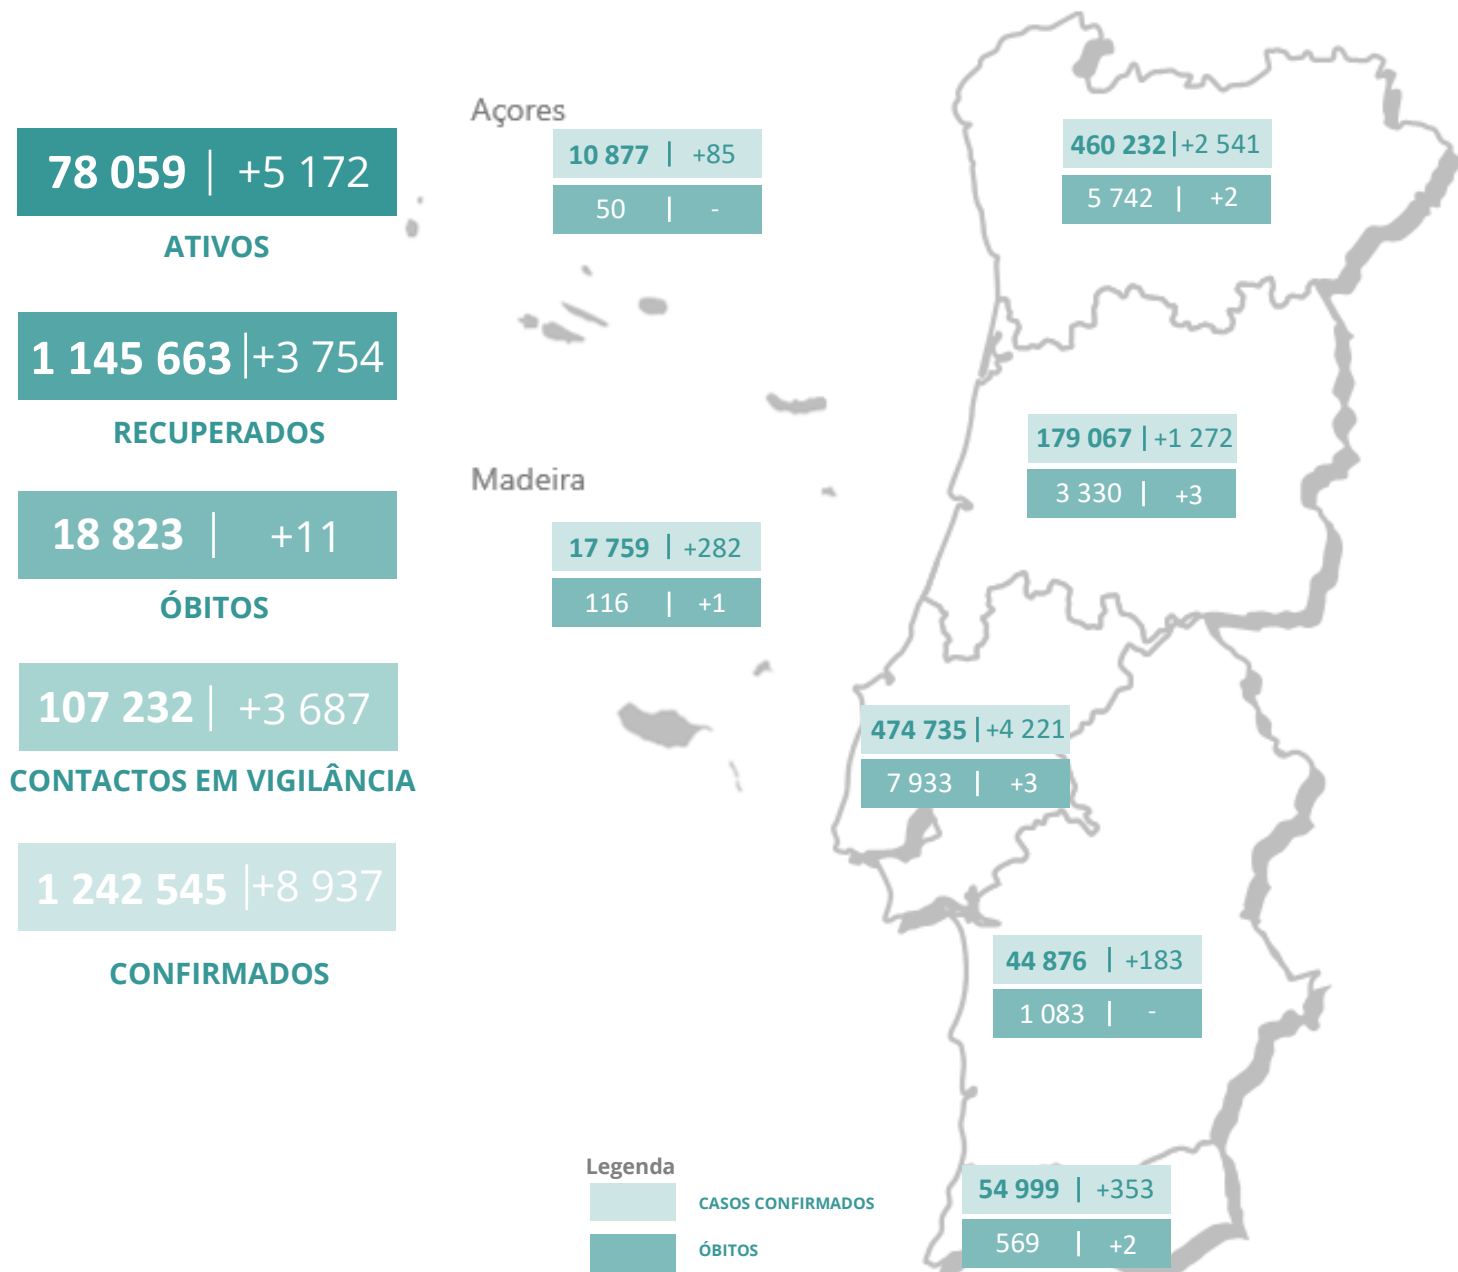 78 059 | +5 172
ATIVOS
1 145 663 | +3 754
RECUPERADOS
18 823 | +11
ÓBITOS
107 232 | +3 687
CONTACTOS EM VIGILÂNCIA
1 242 545 | +8 937
CONFIRMADOS
Açores
10 877 | +85
50 | -
Madeira
17 759 | +282
116 | +1
460 232 | +2 541
5 742 | +2
179 067 | +1 272
3 330 | +3
474 735 | +4 221
7 933 | +3
44 876 | +183
1 083 | -
54 999 | +353
569 | +2
Legenda
CASOS CONFIRMADOS
ÓBITOS